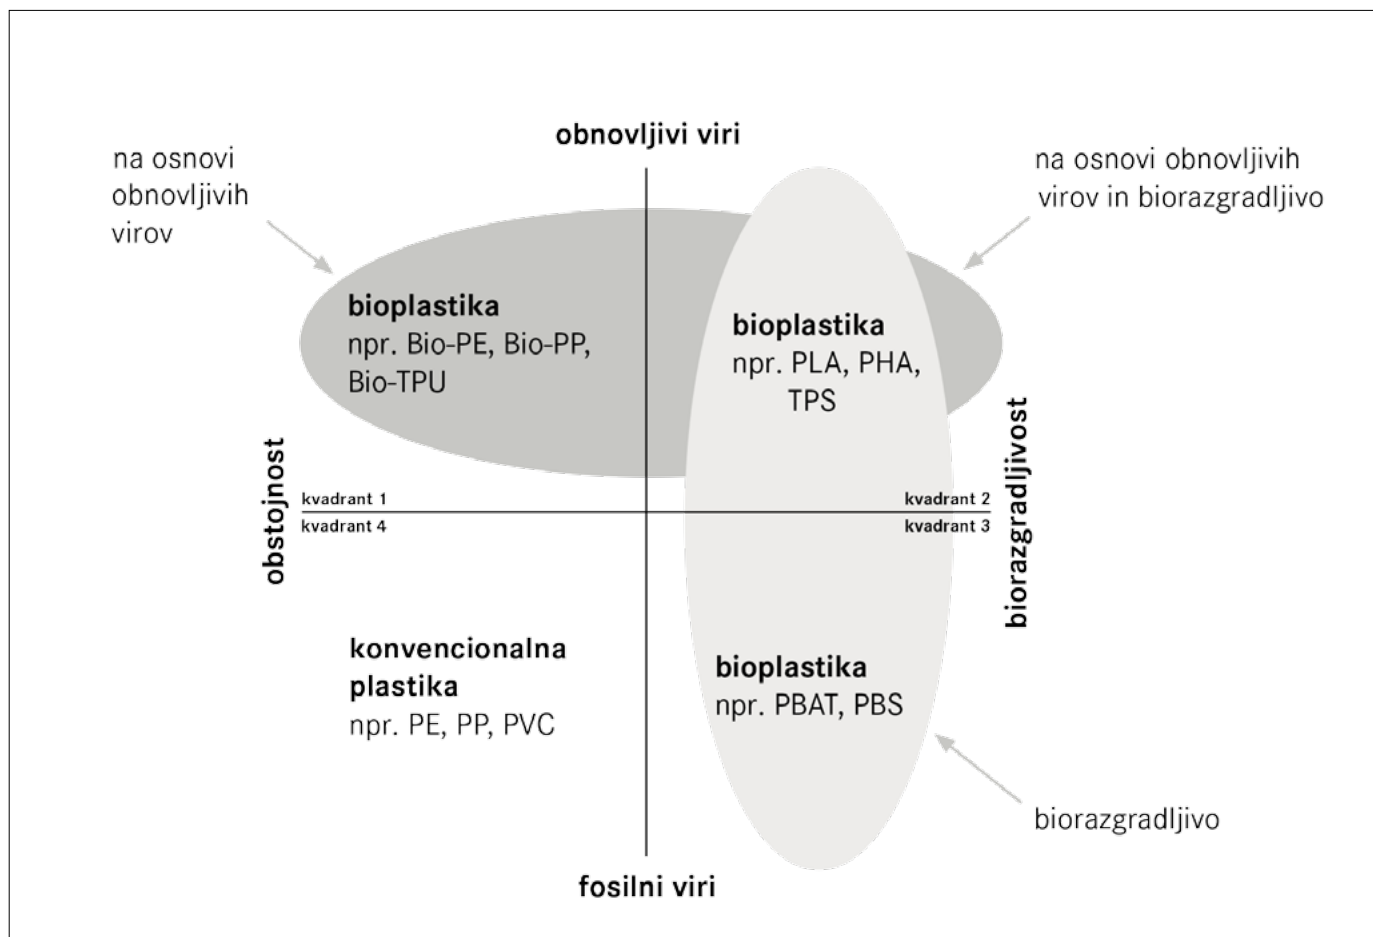 obnovljivi viri
na osnovi
obnovljivih
virov
na osnovi obnovljivih
virov in biorazgradljivo
bioplastika
npr. Bio-PE, Bio-PP,
Bio-TPU
bioplastika
npr. PLA, PHA,
TPS
obstojnost
kvadrant 1
kvadrant 4
kvadrant 2
kvadrant 3
biorazgradljivost
konvencionalna
plastika
npr. PE, PP, PVC
bioplastika
npr. PBAT, PBS
biorazgradljivo
fosilni viri